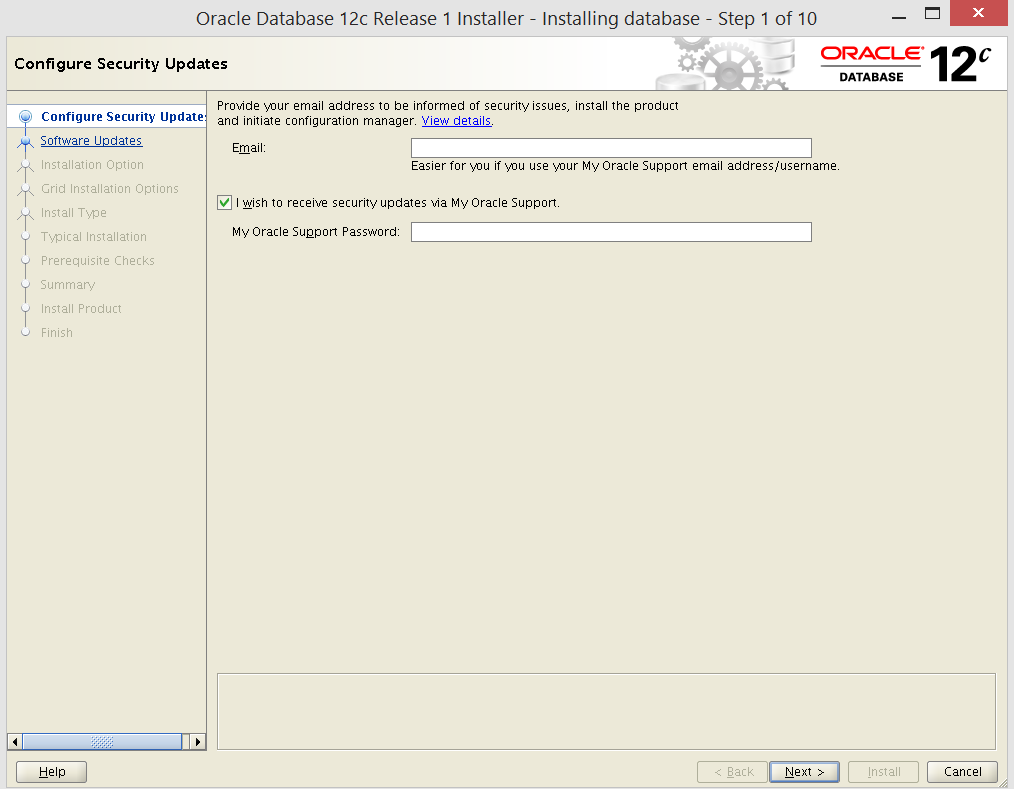 Oracle Database 12c Release 1 Installer - Installing database - Step 1 of 10
Configure Security Updates
ORACLE
DATABASE
12c
Configure Security Updates
Software Updates
Installation Option
Grid Installation Options
Install Type
Typical Installation
Prerequisite Checks
Summary
Install Product
Finish
Provide your email address to be informed of security issues, install the product
and initiate configuration manager. View details.
Email:
Easier for you if you use your My Oracle Support email address/username.
I wish to receive security updates via My Oracle Support.
My Oracle Support Password:
Help
< Back
Next >
Install
Cancel